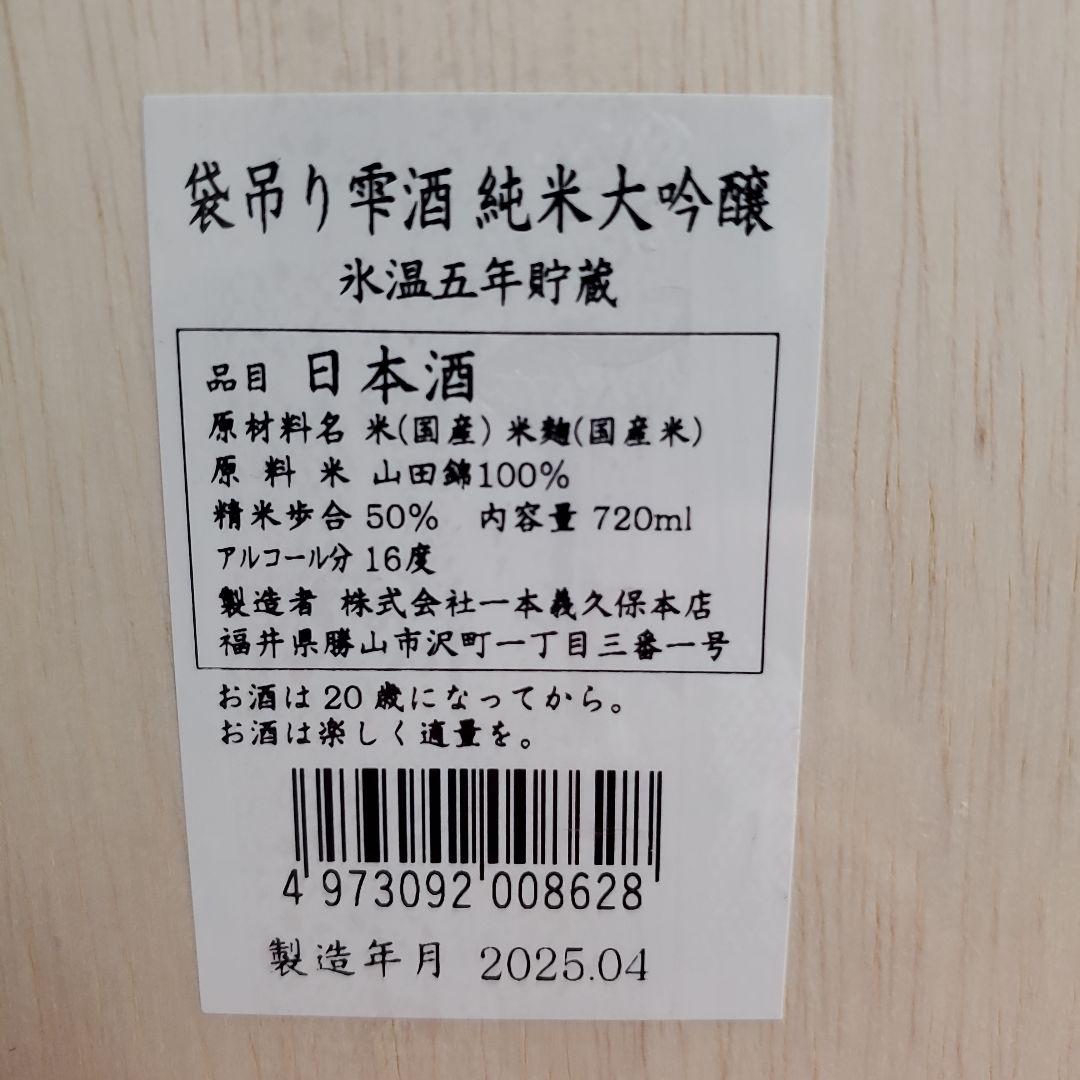 袋吊り雫酒 純米大吟醸
氷温五年貯蔵
品目 日本酒
原材料名 米(国産) 米麹(国産米)
原料米 山田錦100%
精米歩合 50% 内容量 720ml
アルコール分 16度
製造者 株式会社一本義久保本店
福井県勝山市沢町一丁目三番一号
お酒は20歳になってから。
お酒は楽しく適量を。
4 973092 008628
製造年月 2025.04